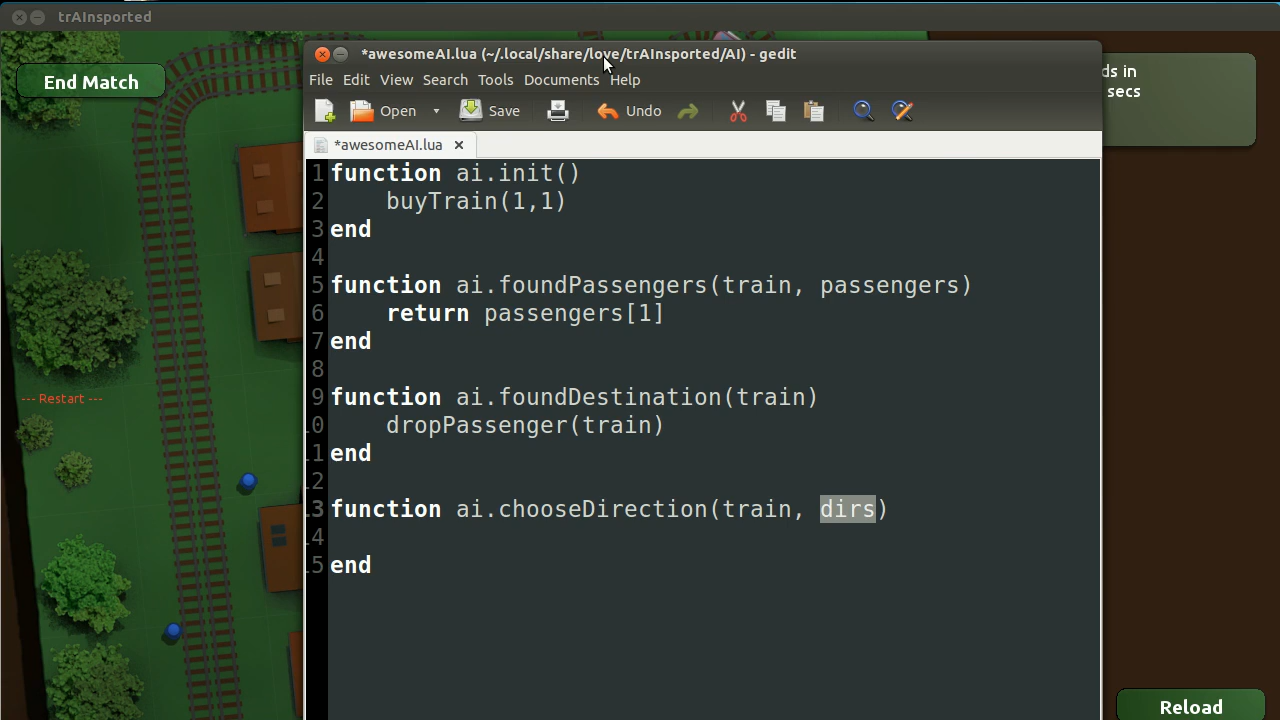 trAInsported
*awesomeAI.lua (~/.local/share/love/trAInsported/AI) - gedit
File Edit View Search Tools Documents Help
Open Save Undo
*awesomeAI.lua
End Match
ds in
secs
1 function ai.init()
2 buyTrain(1,1)
3 end
4
5 function ai.foundPassengers(train, passengers)
6 return passengers[1]
7 end
8
--- Restart ---
9 function ai.foundDestination(train)
10 dropPassenger(train)
11 end
12
13 function ai.chooseDirection(train, dirs)
14
15 end
Reload